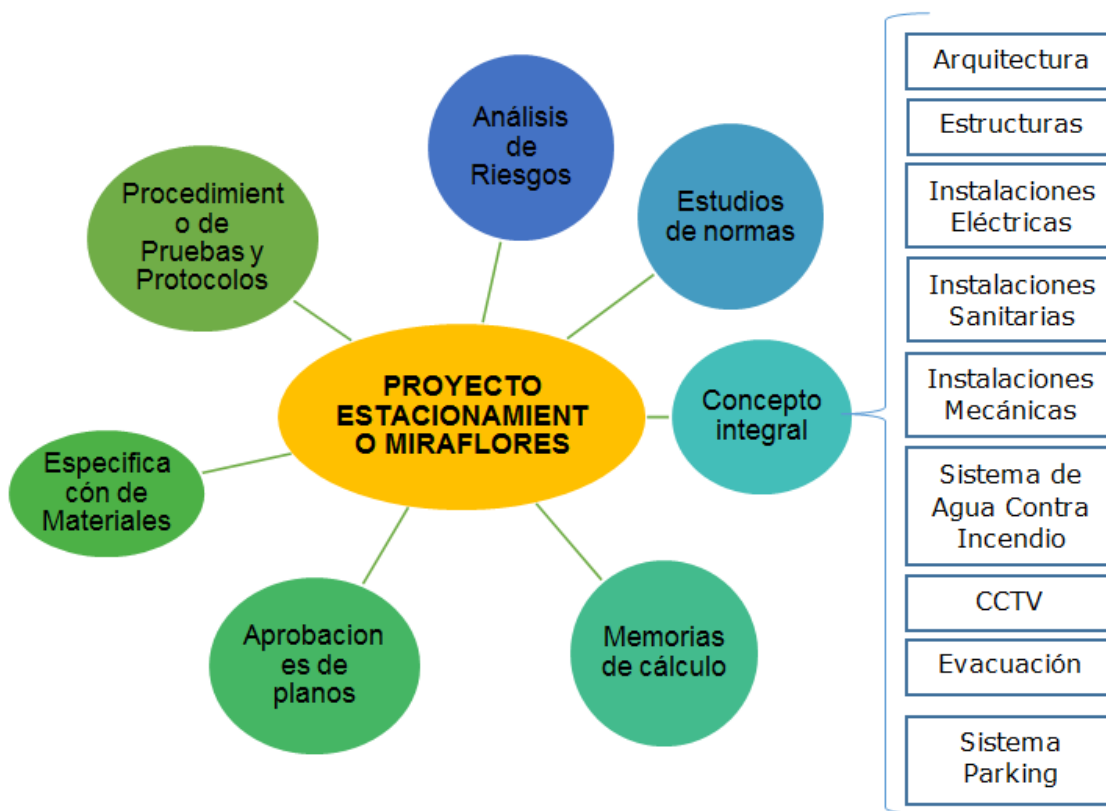 Análisis
de
Riesgos
Estudios
de normas
Concepto
integral
Memorias
de cálculo
Aprobacion
es de
planos
Especifica
cón de
Materiales
Procedimient
o de
Pruebas y
Protocolos
PROYECTO
ESTACIONAMIENT
O MIRAFLORES
Arquitectura
Estructuras
Instalaciones
Eléctricas
Instalaciones
Sanitarias
Instalaciones
Mecánicas
Sistema de
Agua Contra
Incendio
CCTV
Evacuación
Sistema
Parking